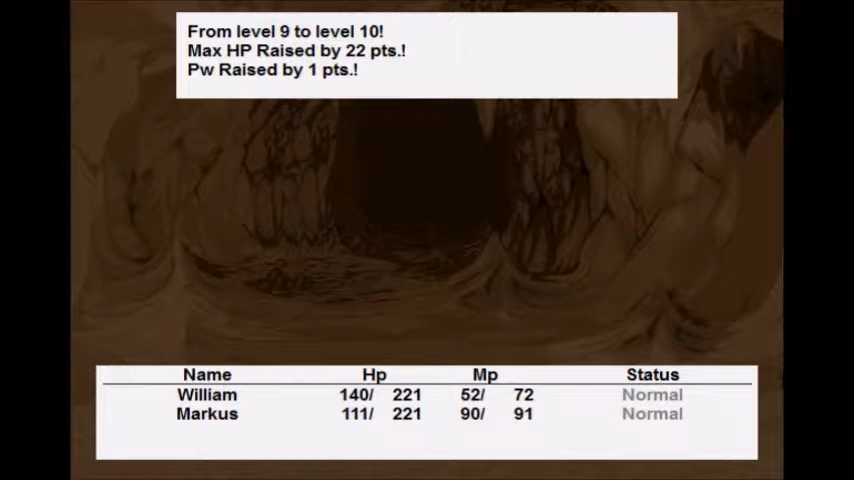 From level 9 to level 10!
Max HP Raised by 22 pts.!
Pw Raised by 1 pts.!
Name Hp Mp Status
William 140/ 221 52/ 72 Normal
Markus 111/ 221 90/ 91 Normal